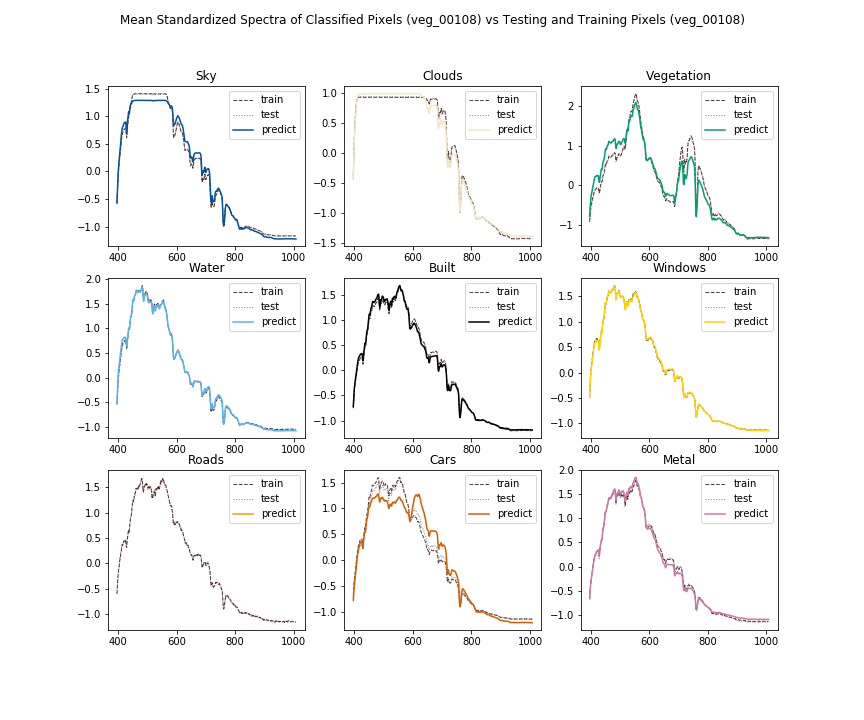 Mean Standardized Spectra of Classified Pixels (veg_00108) vs Testing and Training Pixels (veg_00108)
Sky
Clouds
Vegetation
1.5
1.0
0.5
0.0
−0.5
−1.0
train
test
predict
400 600 800 1000
1.0
0.5
0.0
−0.5
−1.0
−1.5
train
test
predict
400 600 800 1000
2
1
0
−1
train
test
predict
400 600 800 1000
Water
Built
Windows
2.0
1.5
1.0
0.5
0.0
−0.5
−1.0
train
test
predict
400 600 800 1000
1.5
1.0
0.5
0.0
−0.5
−1.0
train
test
predict
400 600 800 1000
1.5
1.0
0.5
0.0
−0.5
−1.0
train
test
predict
400 600 800 1000
Roads
Cars
Metal
1.5
1.0
0.5
0.0
−0.5
−1.0
train
test
predict
400 600 800 1000
1.5
1.0
0.5
0.0
−0.5
−1.0
train
test
predict
400 600 800 1000
2.0
1.5
1.0
0.5
0.0
−0.5
−1.0
train
test
predict
400 600 800 1000